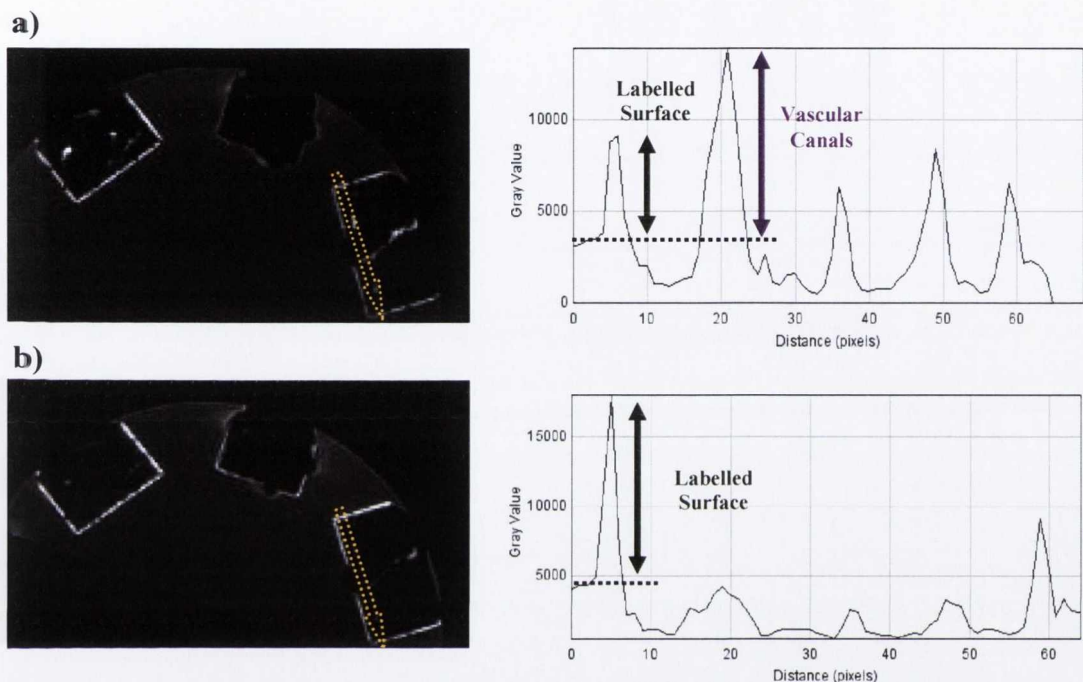 a)
Labelled
Surface
Vascular
Canals
Gray Value
10000
5000
0
0 10 20 30 40 50 60
Distance (pixels)
b)
Labelled
Surface
Gray Value
15000
10000
5000
0 10 20 30 40 50 60
Distance (pixels)